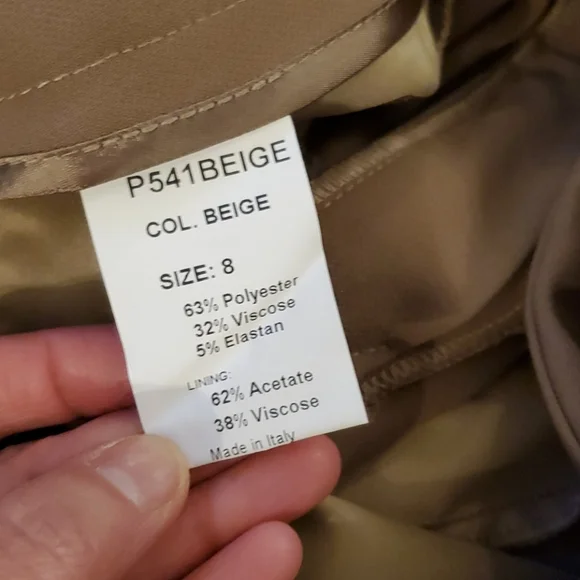 P541BEIGE
COL. BEIGE
SIZE: 8
63% Polyester
32% Viscose
5% Elastan
LINING:
62% Acetate
38% Viscose
Made in Italy